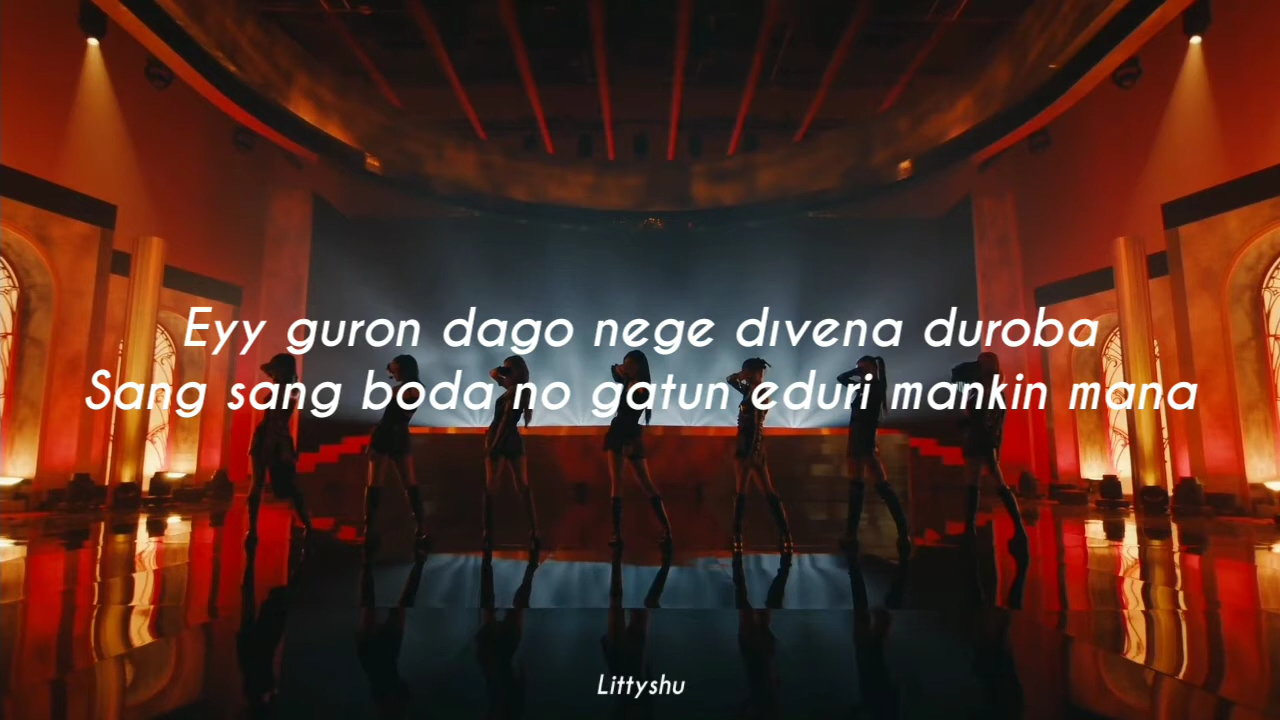 Eyy guron dago nege dıvena duroba
Sang sang boda no gatun eduri mankin mana
Littyshu